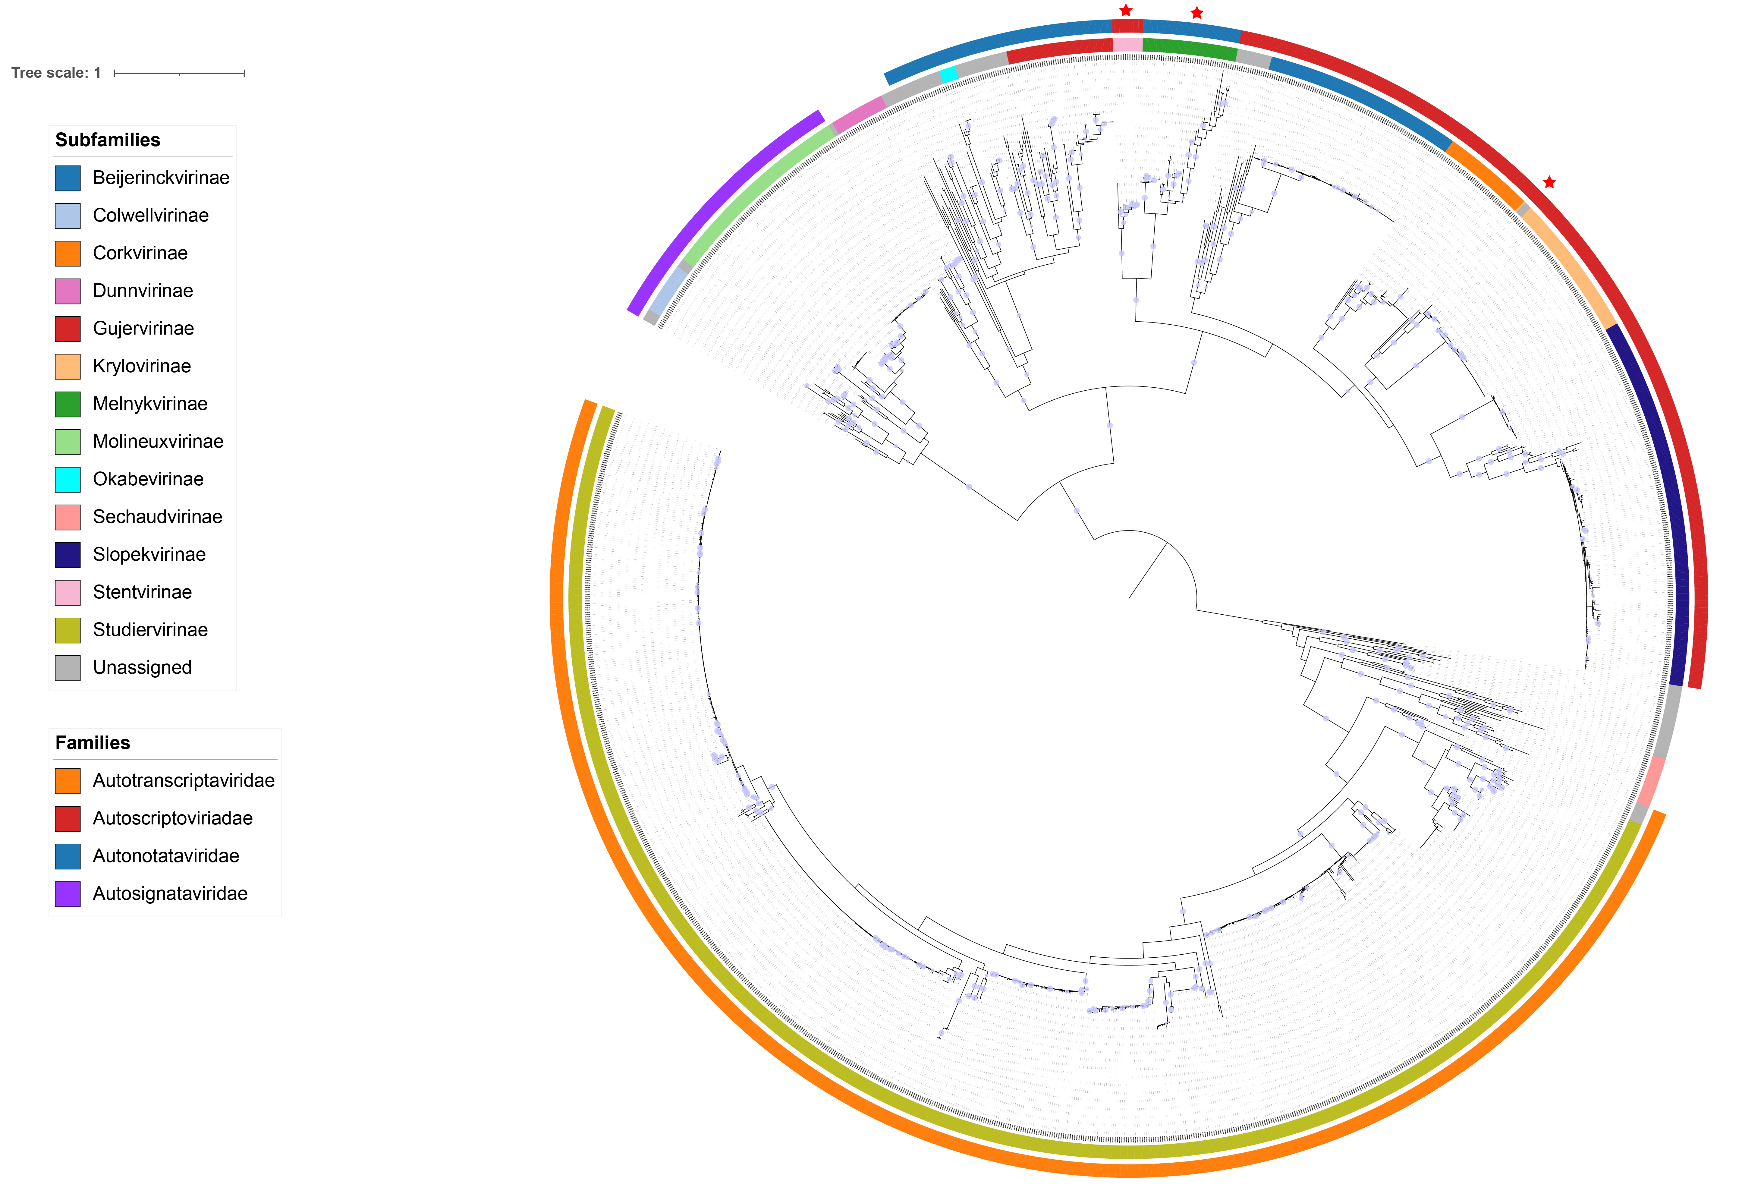 Tree scale: 1
Subfamilies
Beijerinckvirinae
Colwellvirinae
Corkvirinae
Dunnvirinae
Gujervirinae
Krylovirinae
Melnykvirinae
Molineuxvirinae
Okabevirinae
Sechaudvirinae
Slopekvirinae
Stentvirinae
Studiervirinae
Unassigned
Families
Autotranscriptaviridae
Autoscriptoviriadae
Autonotataviridae
Autosignataviridae